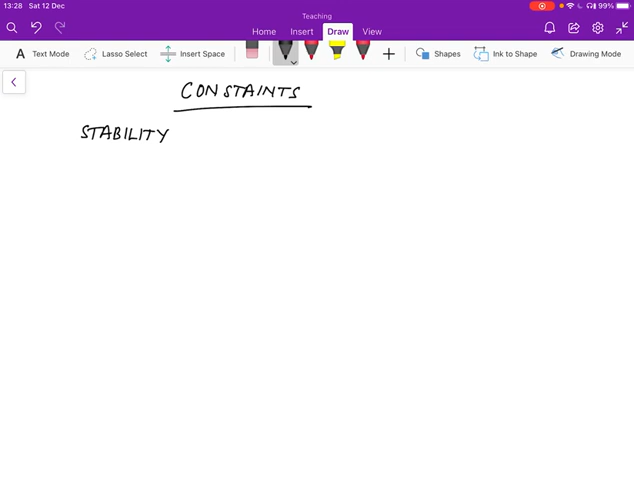 13:28 Sat 12 Dec 99%
Teaching
Home Insert Draw View
Text Mode Lasso Select Insert Space Shapes Ink to Shape Drawing Mode
CONSTAINTS
STABILITY